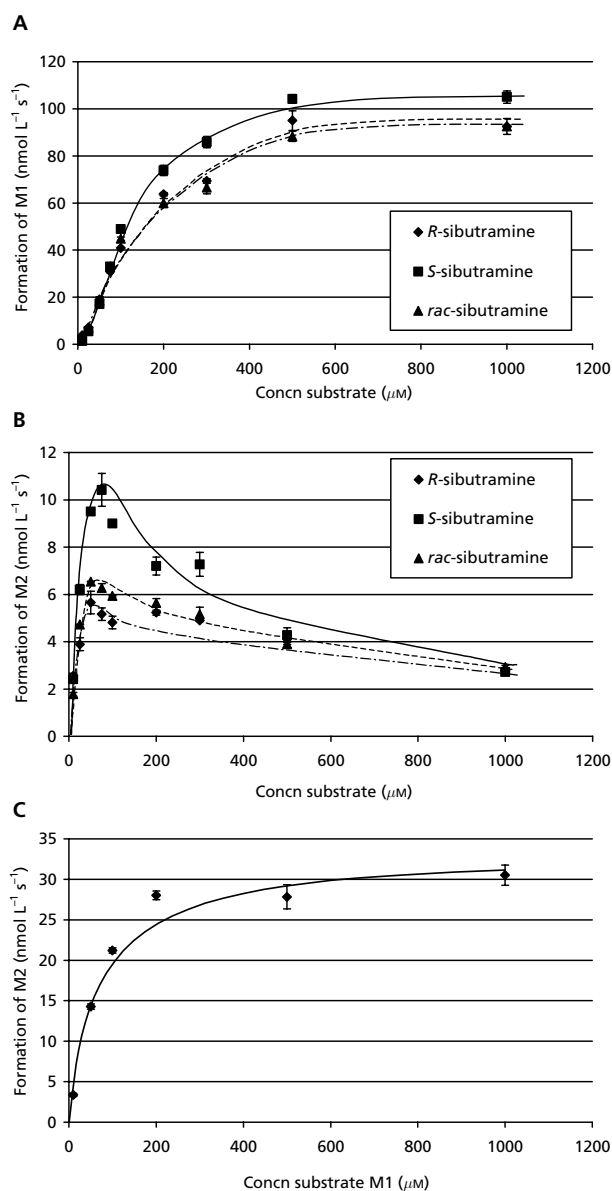 A
120
100
80
60
40
20
0
Formation of M1 (nmol L⁻¹ s⁻¹)
R-sibutramine
S-sibutramine
rac-sibutramine
0 200 400 600 800 1000 1200
Concn substrate (μM)
B
12
10
8
6
4
2
0
Formation of M2 (nmol L⁻¹ s⁻¹)
R-sibutramine
S-sibutramine
rac-sibutramine
0 200 400 600 800 1000 1200
Concn substrate (μM)
C
35
30
25
20
15
10
5
0
Formation of M2 (nmol L⁻¹ s⁻¹)
0 200 400 600 800 1000 1200
Concn substrate M1 (μM)